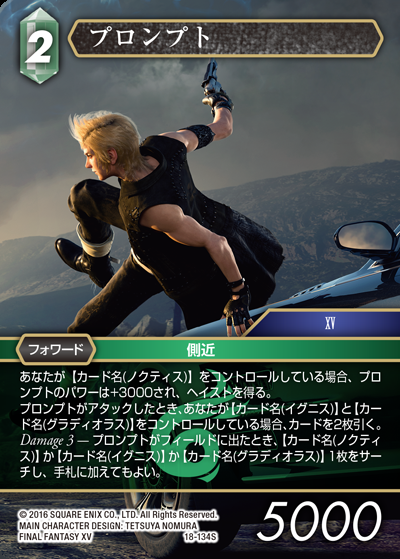 2
プロンプト
XV
フォワード
側近
あなたが【カード名(ノクティス)】をコントロールしている場合、プロ
ンプトのパワーは+3000され、ヘイストを得る。
プロンプトがアタックしたとき、あなたが【カード名(イグニス)】と【カー
ド名(グラディオラス)】をコントロールしている場合、カードを2枚引く。
Damage 3 — プロンプトがフィールドに出たとき、【カード名(ノクティ
ス)】か【カード名(イグニス)】か【カード名(グラディオラス)】1枚をサー
チし、手札に加えてもよい。
© 2016 SQUARE ENIX CO., LTD. All Rights Reserved.
MAIN CHARACTER DESIGN: TETSUYA NOMURA
FINAL FANTASY XV
18-134S
5000